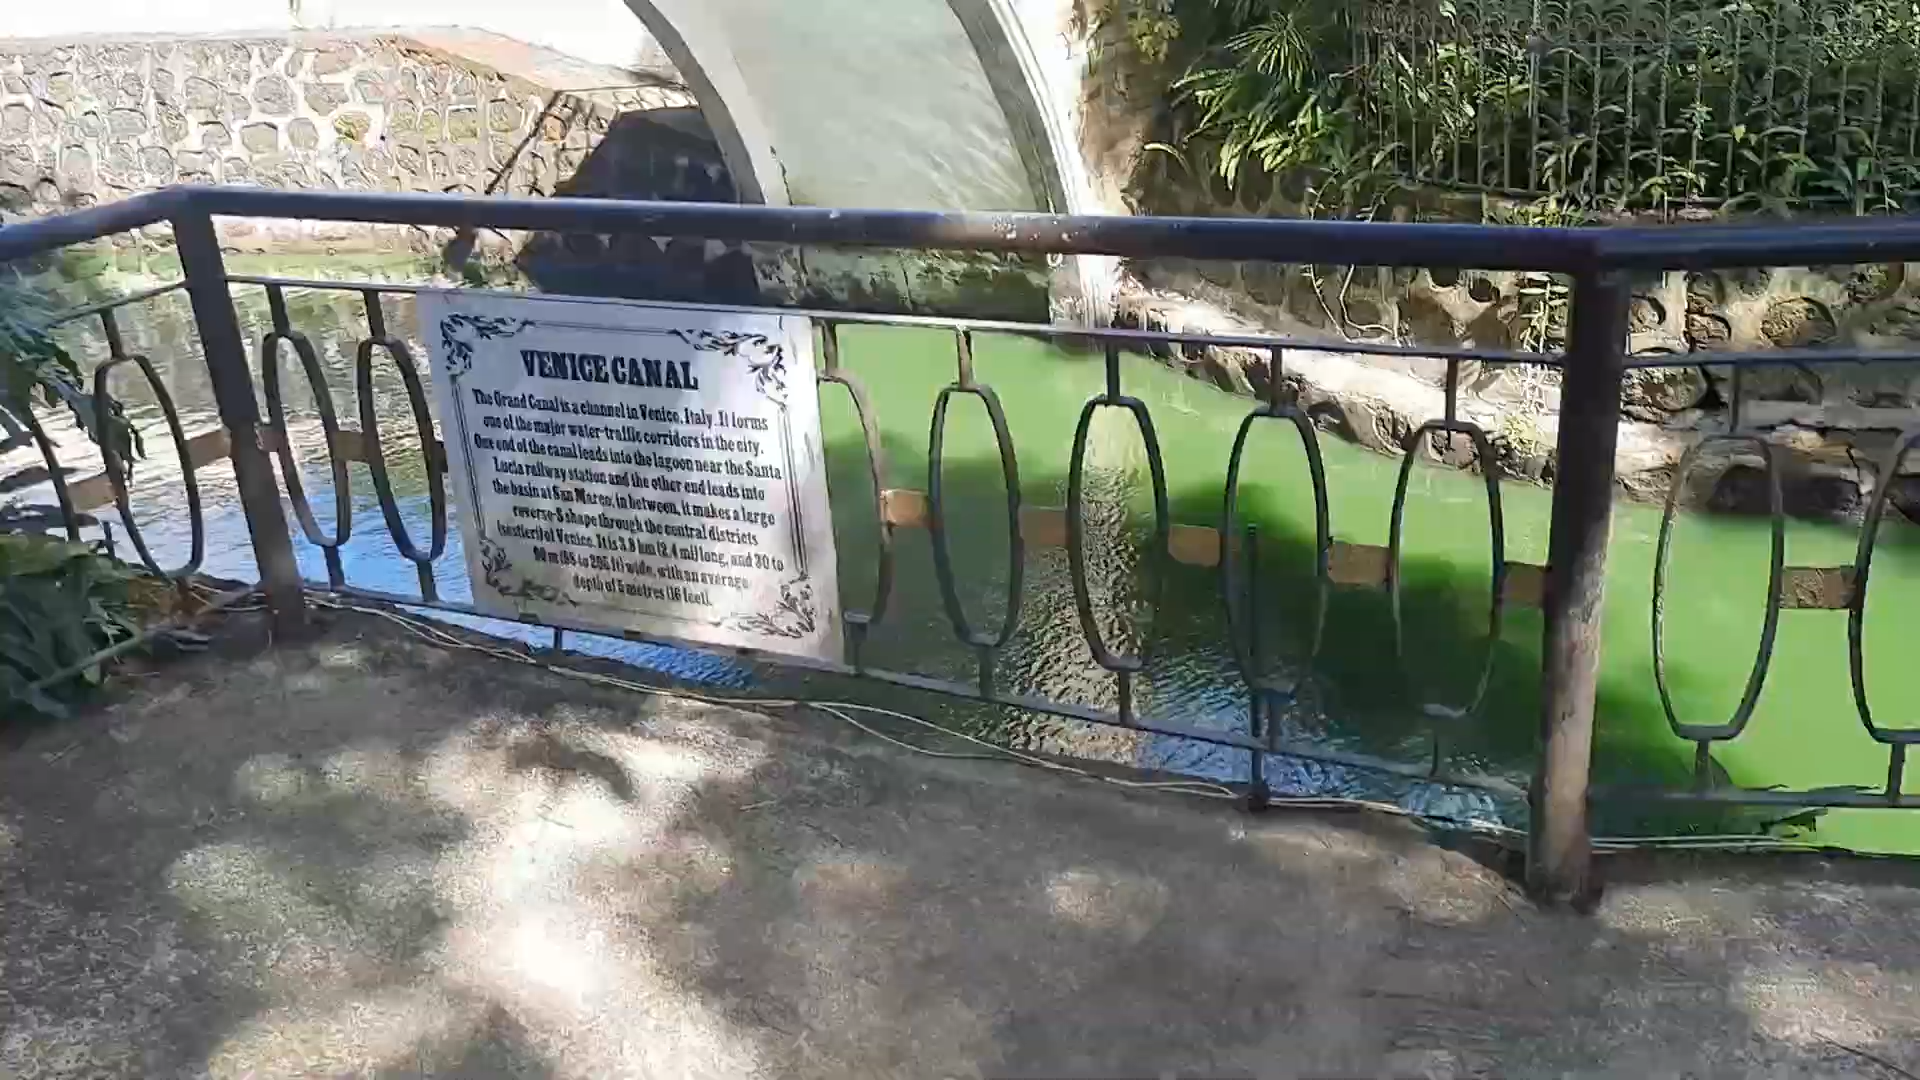 VENICE CANAL
The Grand Canal is a channel in Venice, Italy. It forms
one of the major water-traffic corridors in the city.
One end of the canal leads into the lagoon near the Santa
Lucia railway station and the other end leads into
the basin at San Marco; in between, it makes a large
reverse-S shape through the central districts
(sestieri) of Venice. It is 3.8 km (2.4 mi) long, and 30 to
90 m (98 to 295 ft) wide, with an average
depth of 5 metres (16 feet).